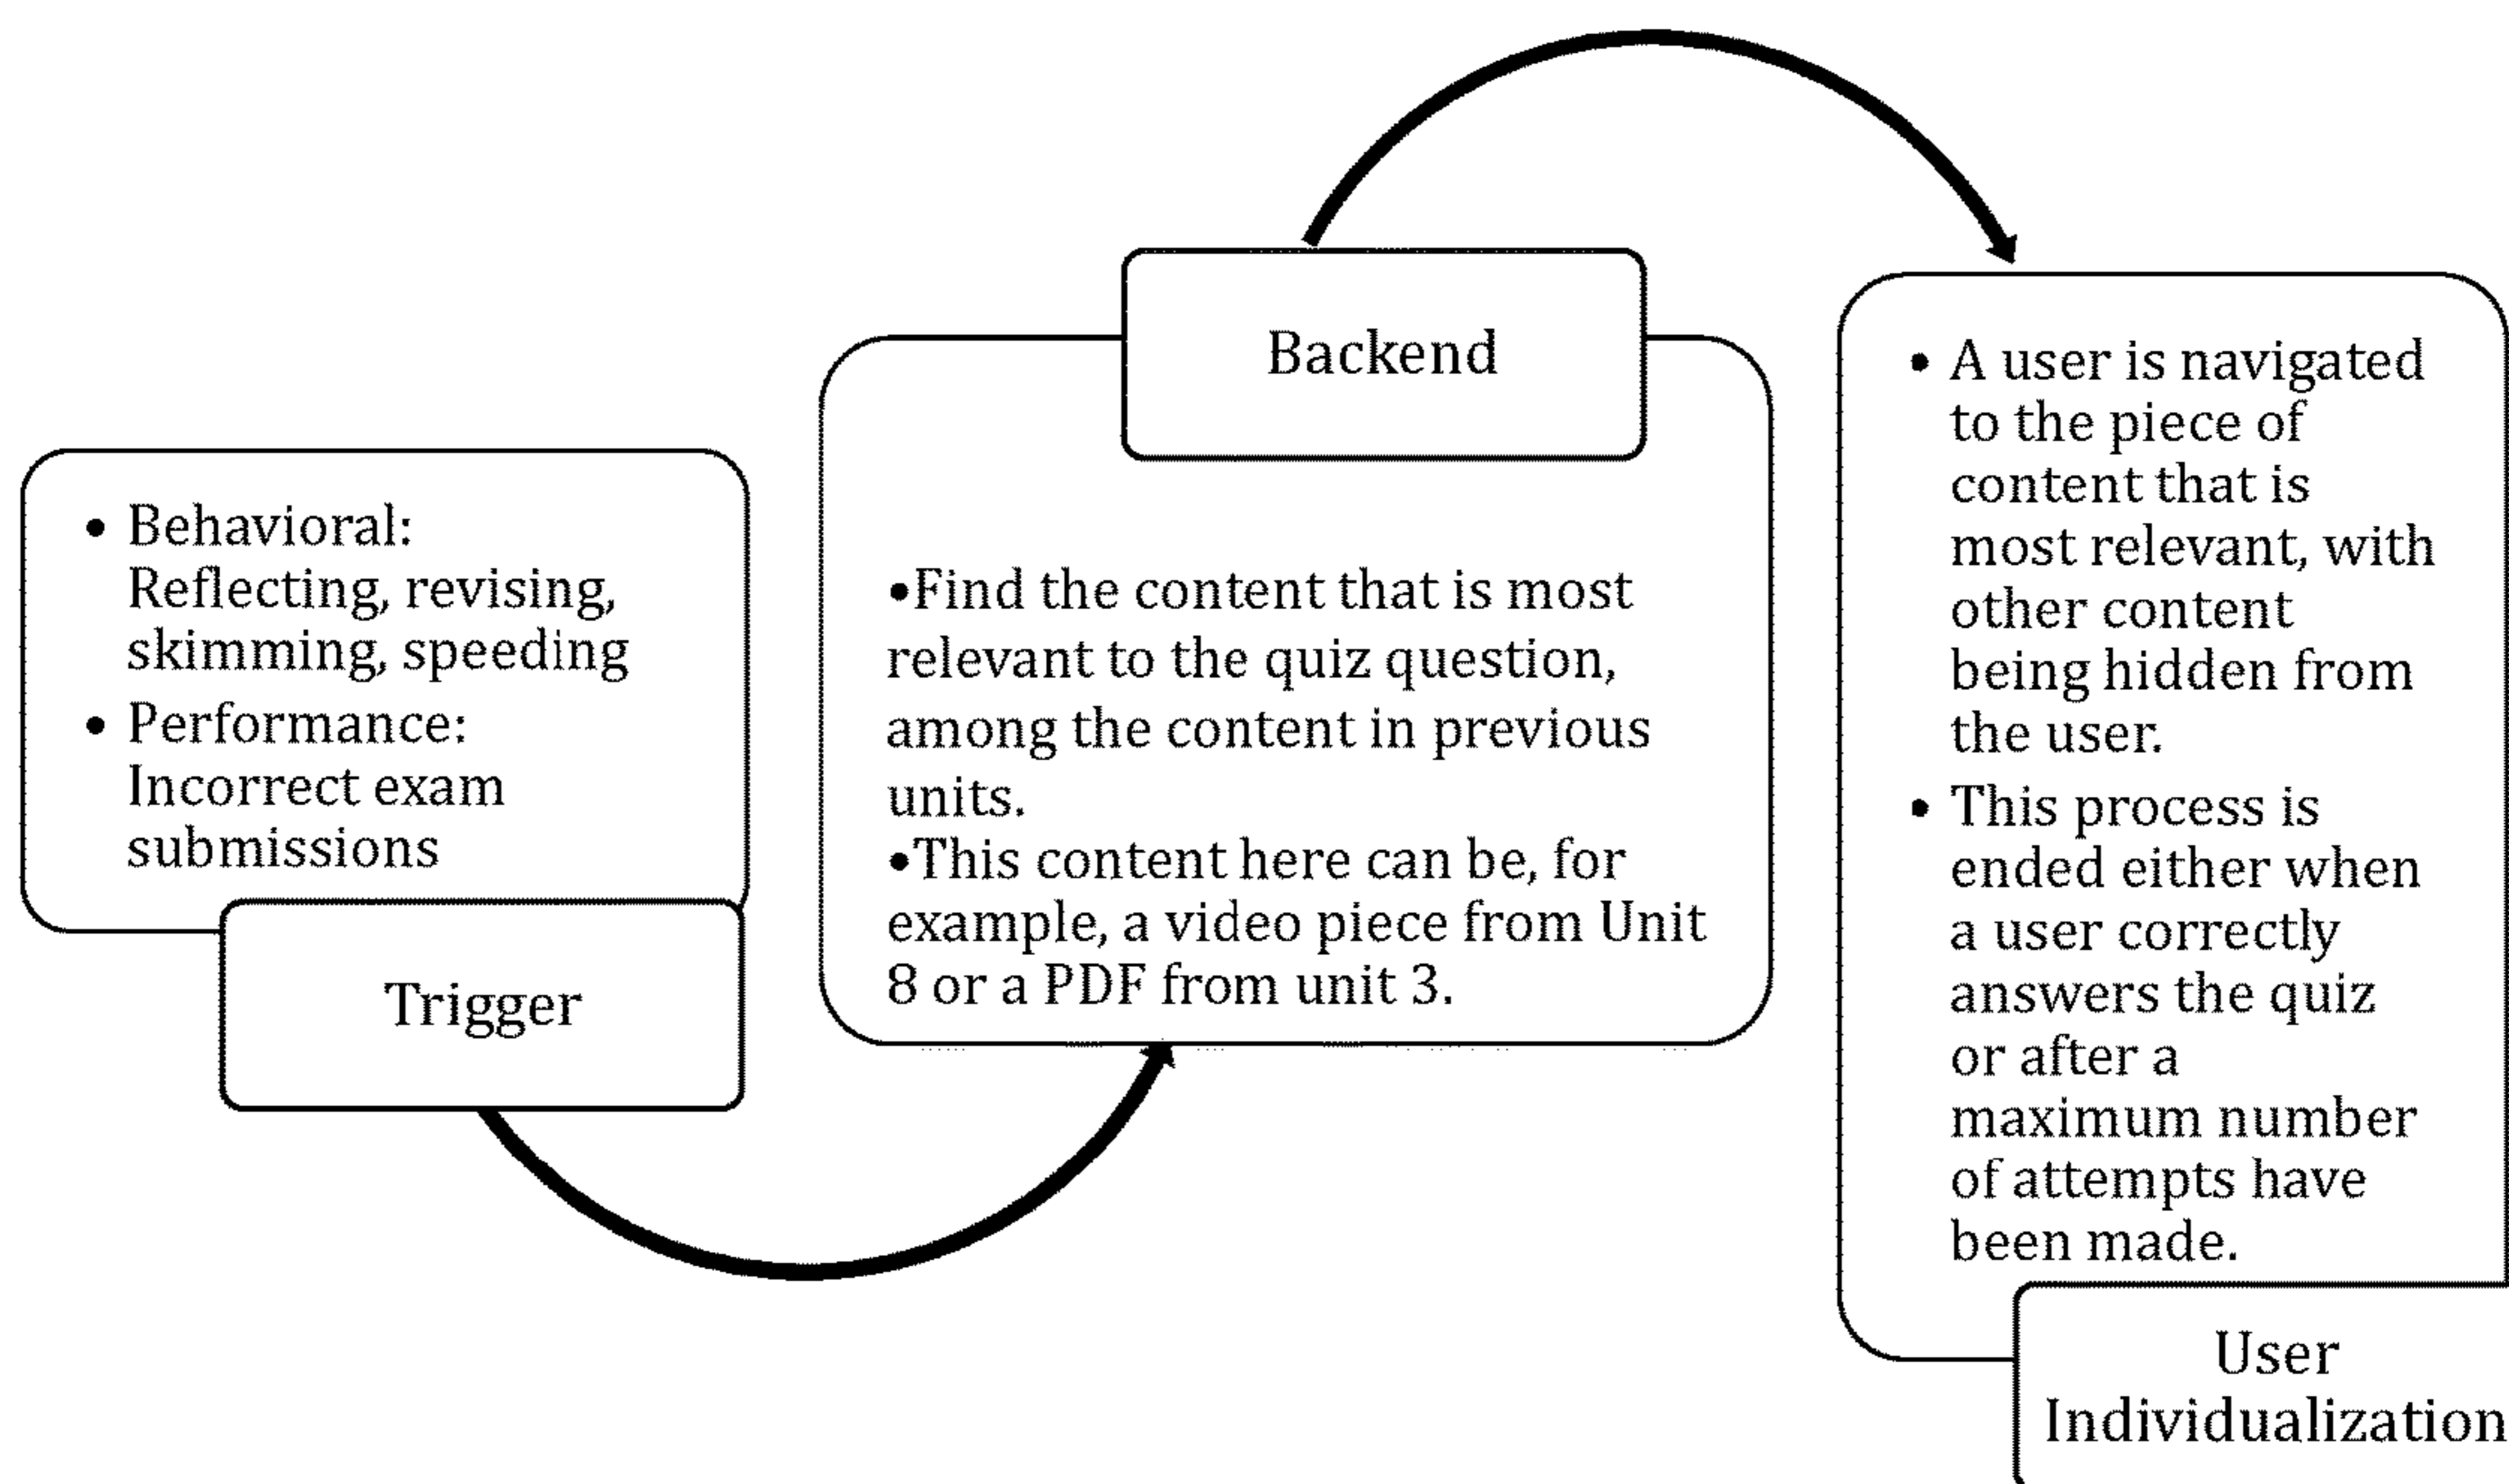 • Behavioral:
Reflecting, revising,
skimming, speeding
• Performance:
Incorrect exam
submissions
Trigger
Backend
•Find the content that is most
relevant to the quiz question,
among the content in previous
units.
•This content here can be, for
example, a video piece from Unit
8 or a PDF from unit 3.
• A user is navigated
to the piece of
content that is
most relevant, with
other content
being hidden from
the user.
• This process is
ended either when
a user correctly
answers the quiz
or after a
maximum number
of attempts have
been made.
User
Individualization